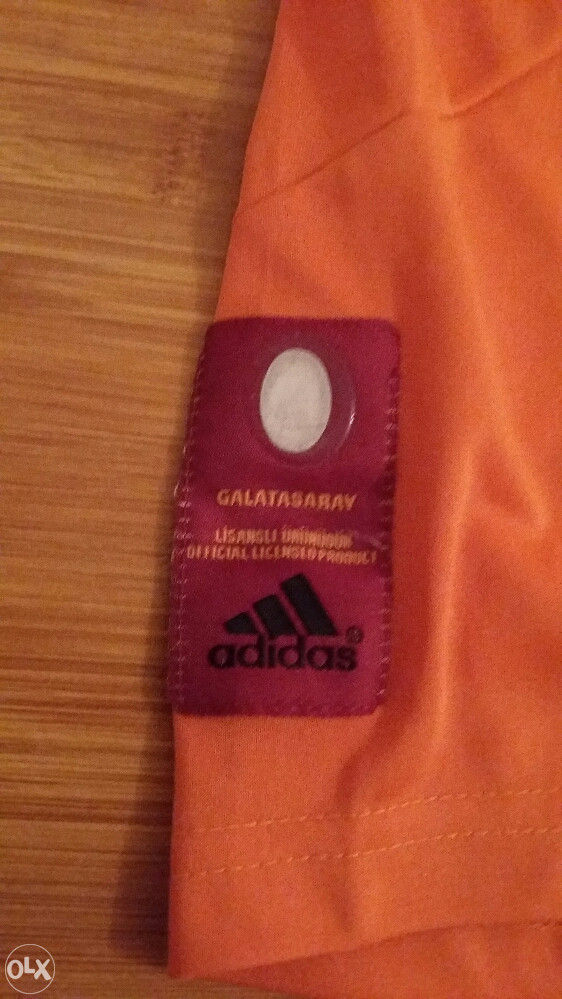 GALATASARAY
LİSANSLI ÜRÜNÜDÜR
OFFICIAL LICENSED PRODUCT
adidas®
OLX